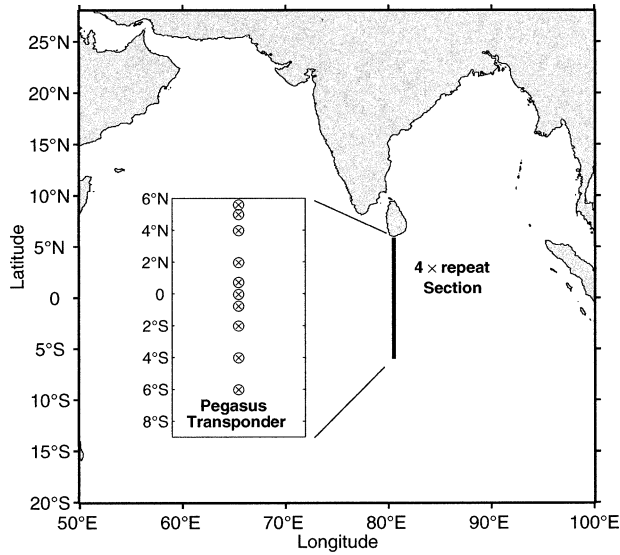 25°N
20°N
15°N
10°N
5°N
0
5°S
10°S
15°S
20°S
Latitude
6°N
4°N
2°N
0
2°S
4°S
6°S
8°S
Pegasus
Transponder
4 × repeat
Section
50°E 60°E 70°E 80°E 90°E 100°E
Longitude